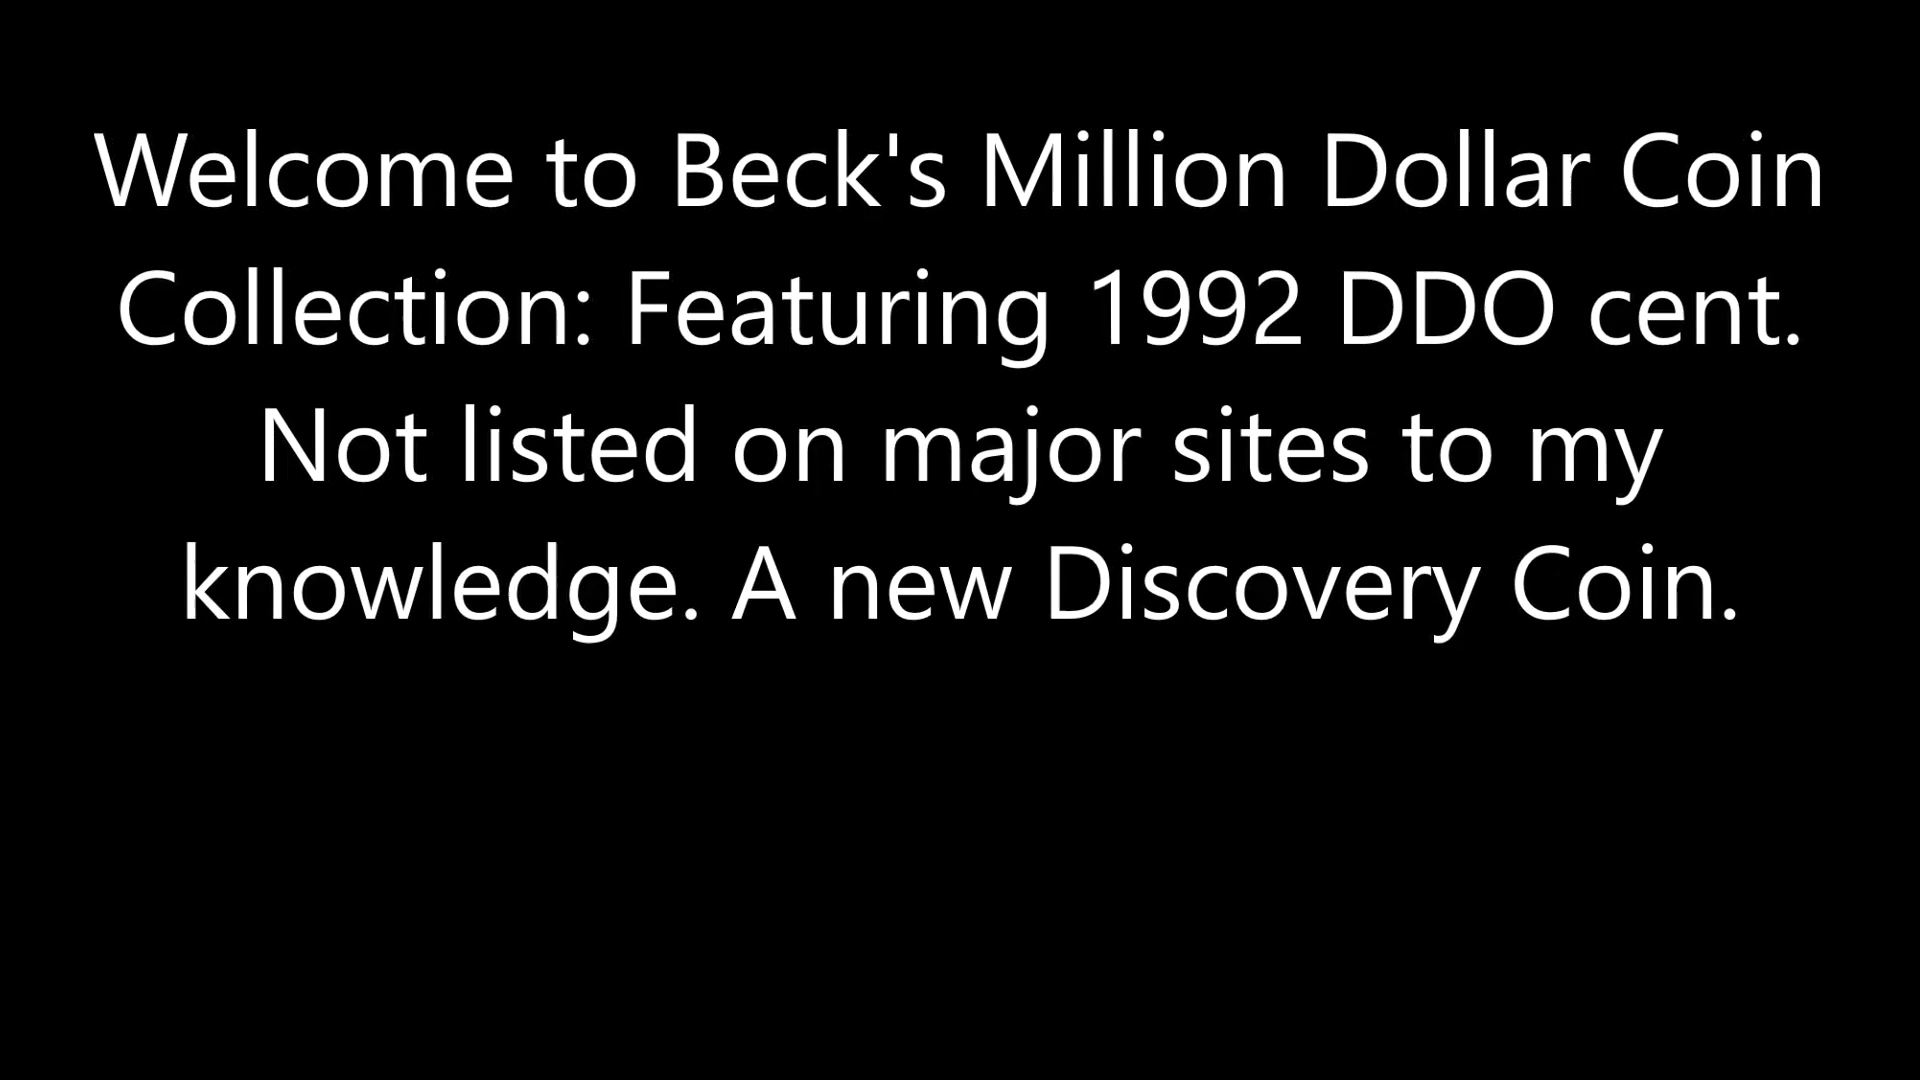 Welcome to Beck's Million Dollar Coin
Collection: Featuring 1992 DDO cent.
Not listed on major sites to my
knowledge. A new Discovery Coin.